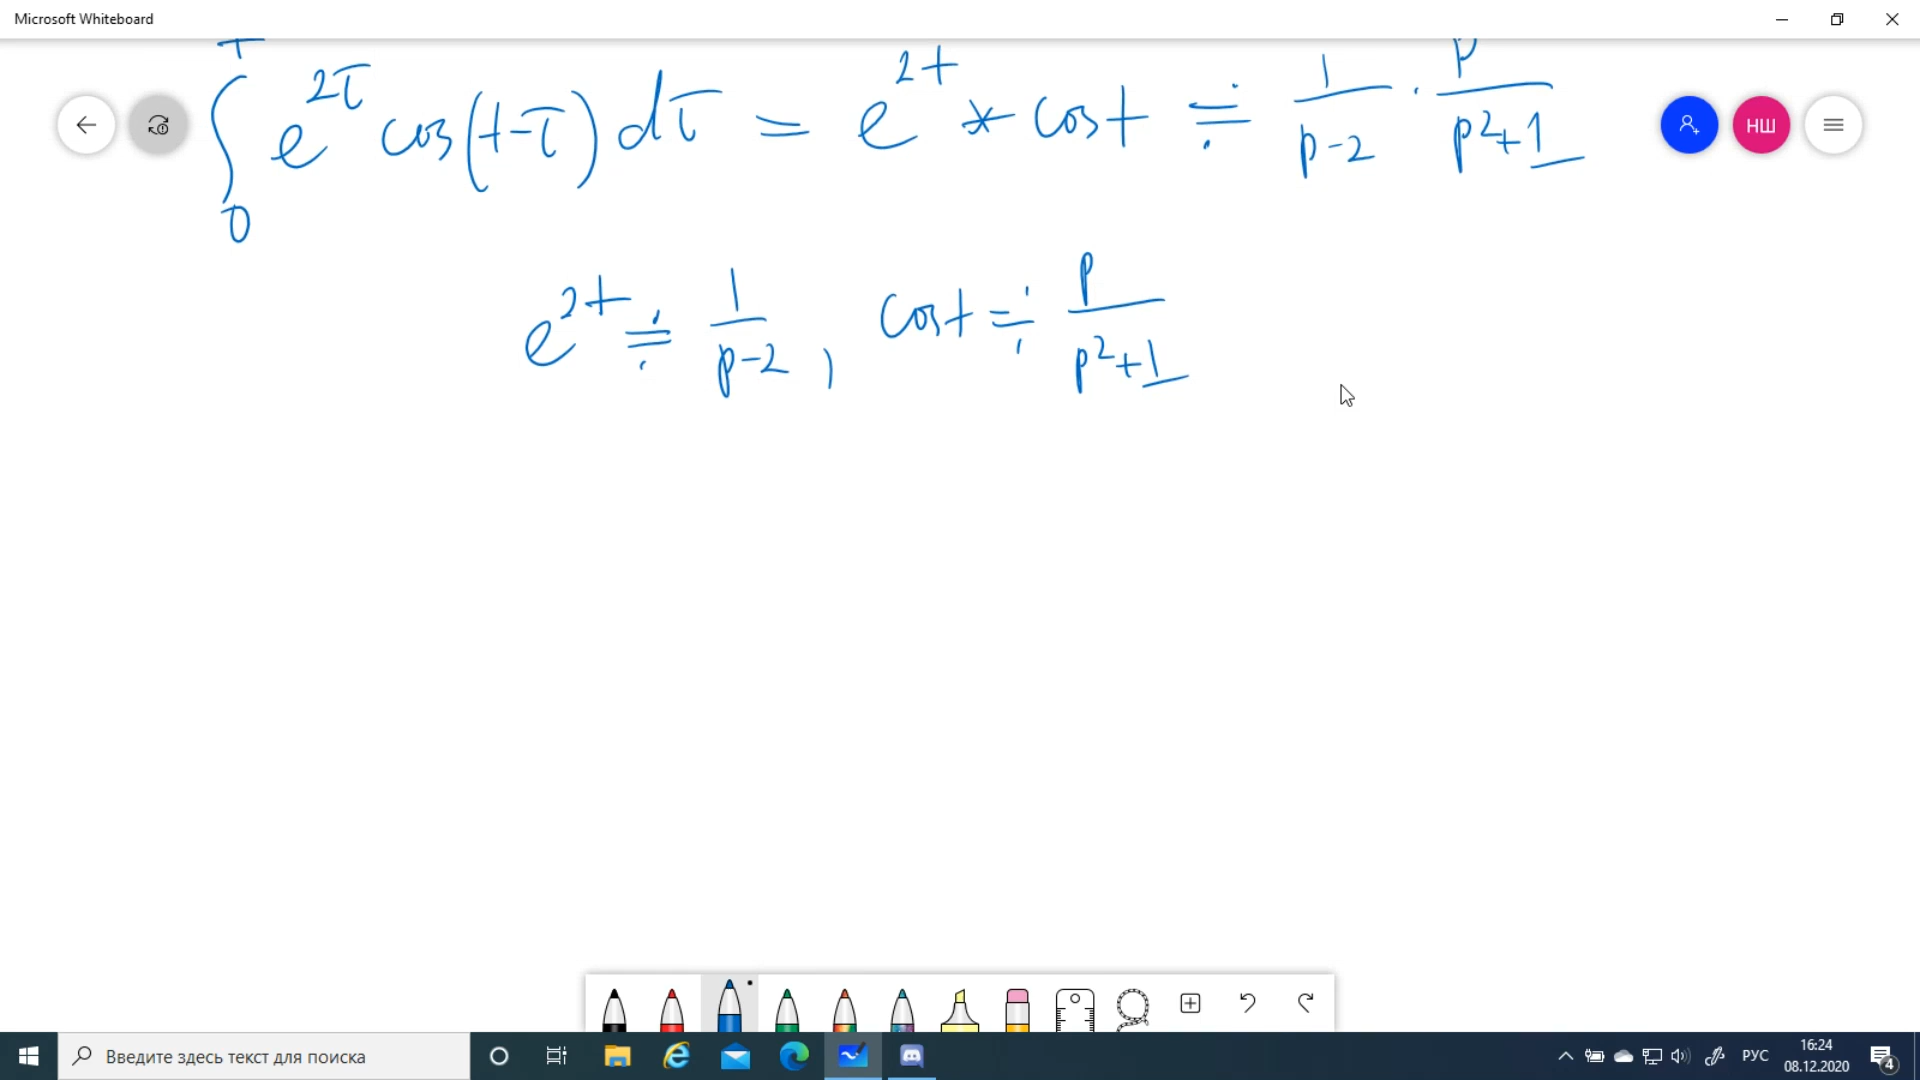 Microsoft Whiteboard
∫₀ᵗ e^{2τ} cos(t-τ) dτ = e^{2t} * cos t ≓ 1/(p-2) · p/(p²+1)
НШ
e^{2t} ≓ 1/(p-2), cos t ≓ p/(p²+1)
Введите здесь текст для поиска
РУС
16:24
08.12.2020
4